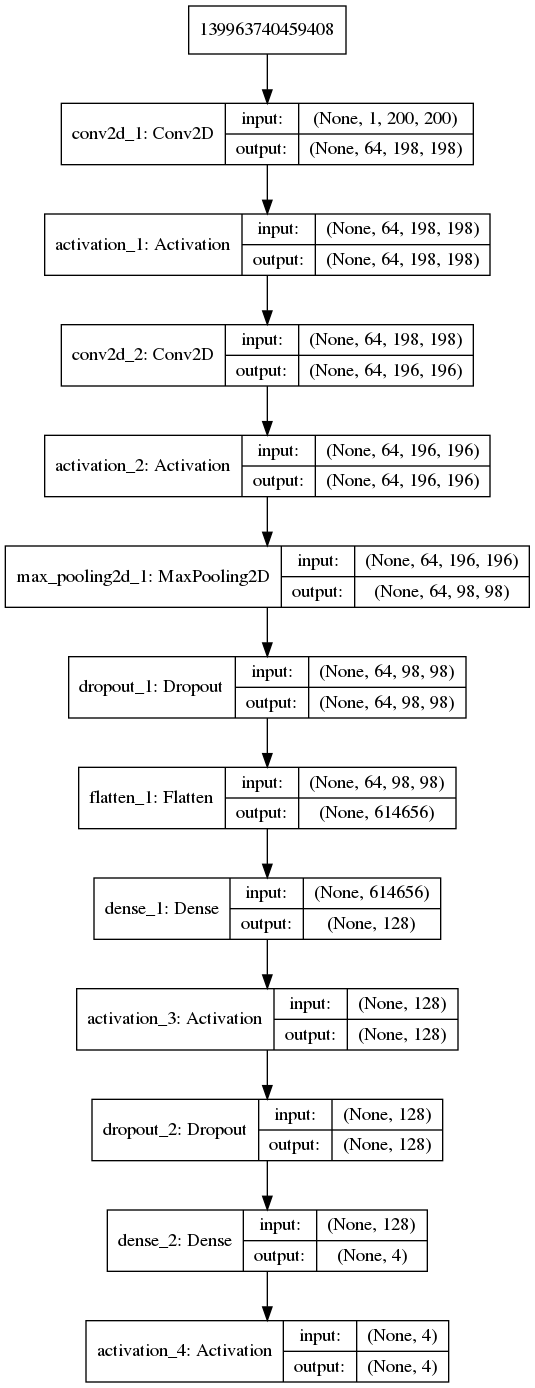 139963740459408
conv2d_1: Conv2D
input: (None, 1, 200, 200)
output: (None, 64, 198, 198)
activation_1: Activation
input: (None, 64, 198, 198)
output: (None, 64, 198, 198)
conv2d_2: Conv2D
input: (None, 64, 198, 198)
output: (None, 64, 196, 196)
activation_2: Activation
input: (None, 64, 196, 196)
output: (None, 64, 196, 196)
max_pooling2d_1: MaxPooling2D
input: (None, 64, 196, 196)
output: (None, 64, 98, 98)
dropout_1: Dropout
input: (None, 64, 98, 98)
output: (None, 64, 98, 98)
flatten_1: Flatten
input: (None, 64, 98, 98)
output: (None, 614656)
dense_1: Dense
input: (None, 614656)
output: (None, 128)
activation_3: Activation
input: (None, 128)
output: (None, 128)
dropout_2: Dropout
input: (None, 128)
output: (None, 128)
dense_2: Dense
input: (None, 128)
output: (None, 4)
activation_4: Activation
input: (None, 4)
output: (None, 4)